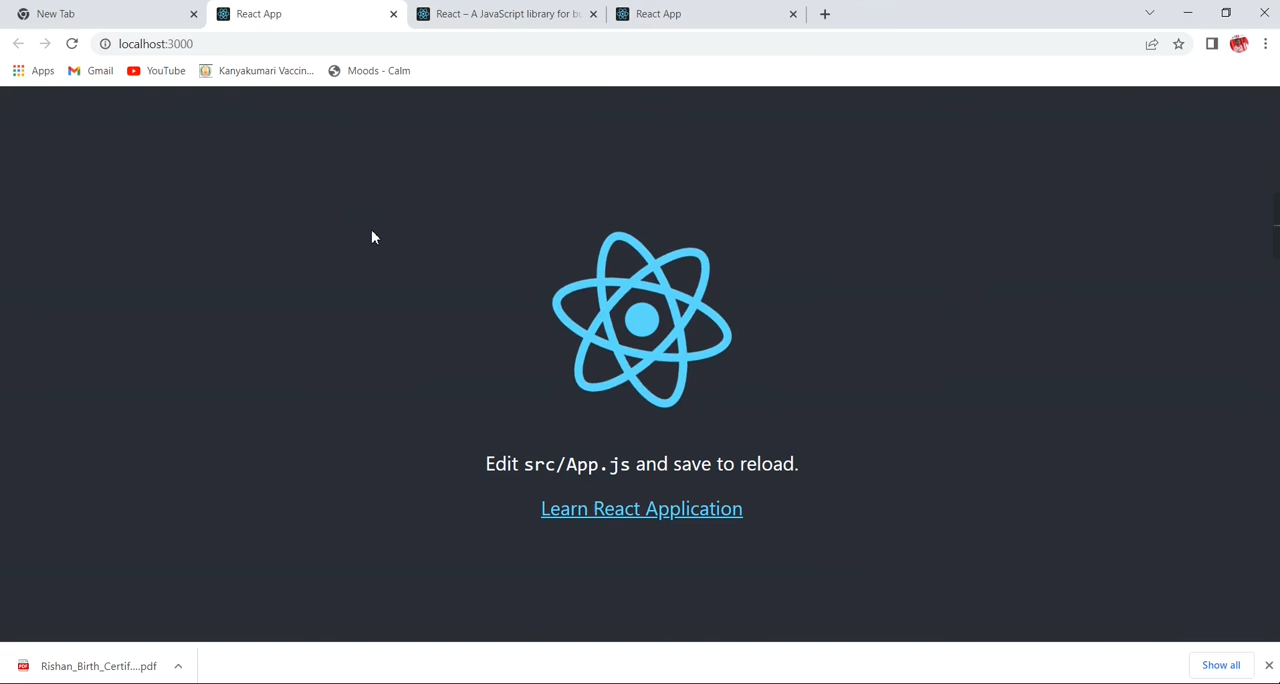 New Tab
React App
React – A JavaScript library for bu
React App
localhost:3000
Apps
Gmail
YouTube
Kanyakumari Vaccin...
Moods - Calm
Edit src/App.js and save to reload.
Learn React Application
PDF
Rishan_Birth_Certif....pdf
Show all